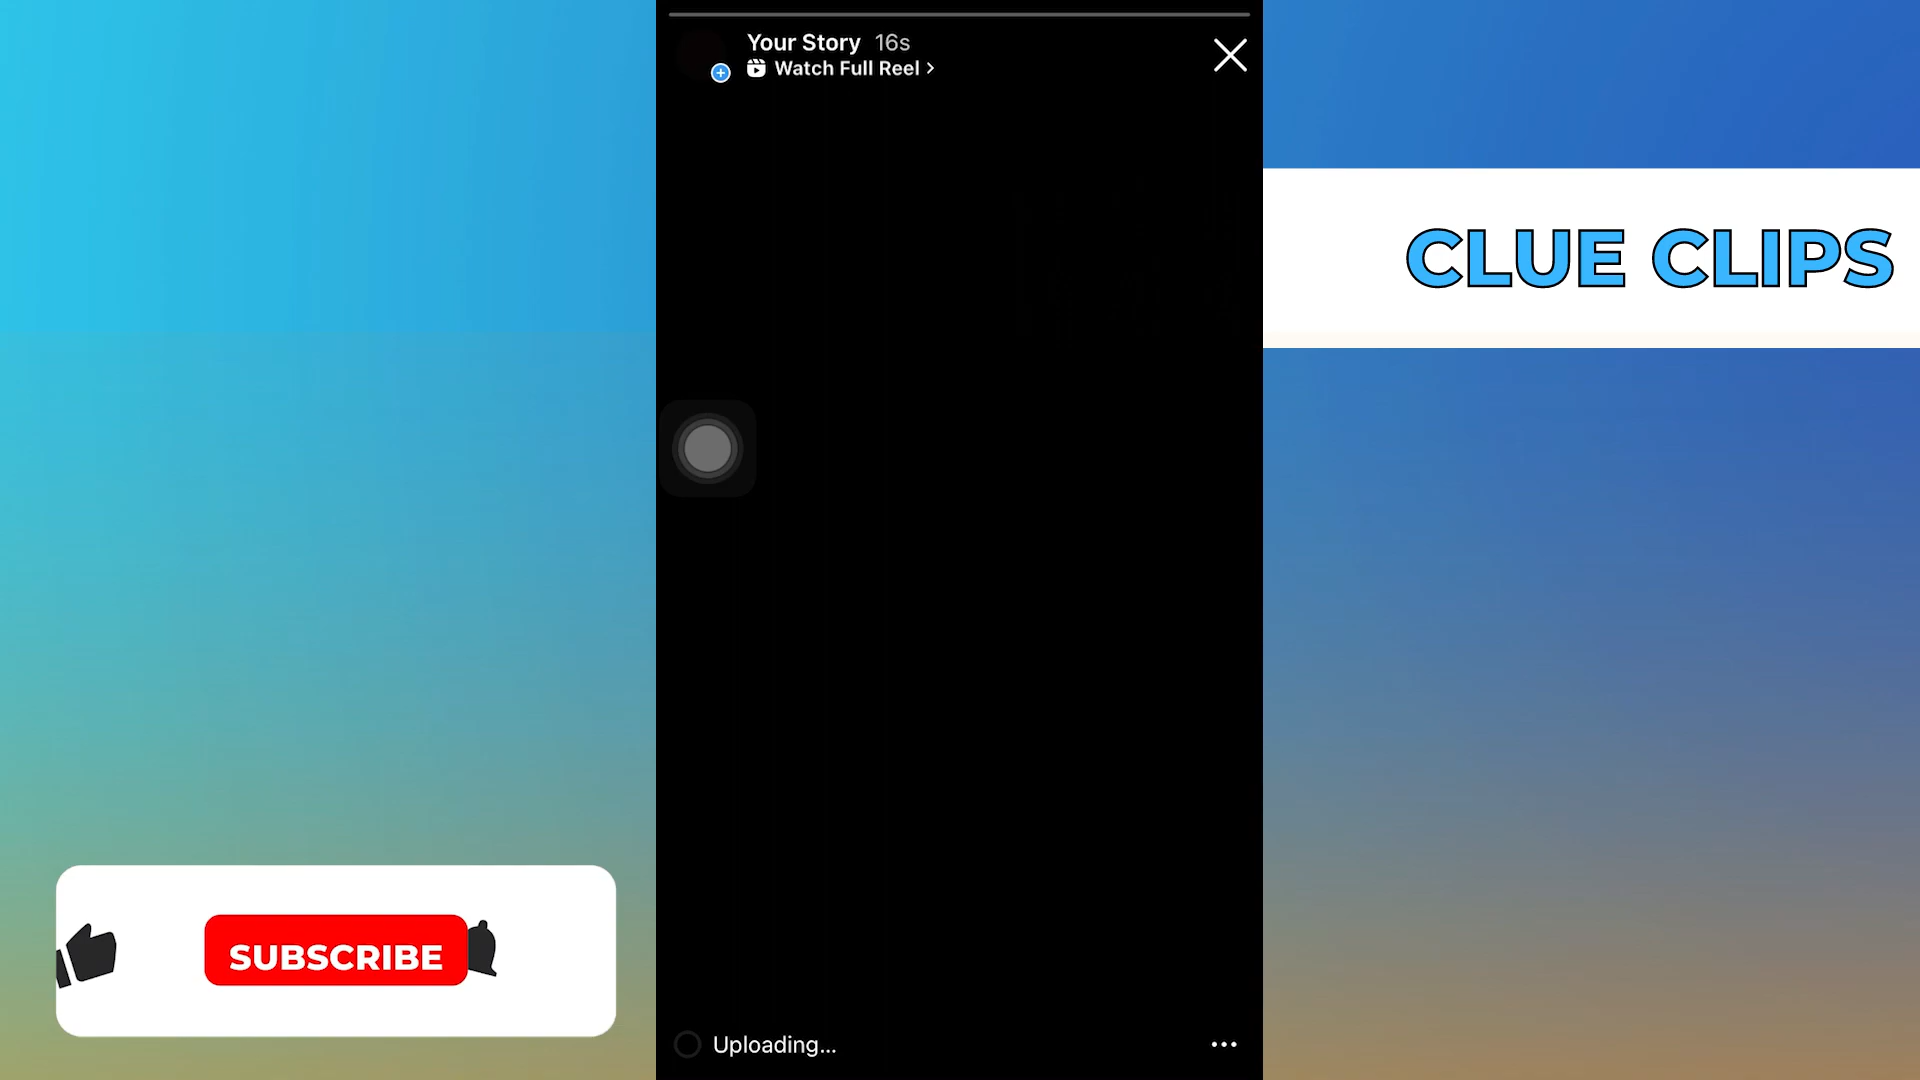 Your Story 16s
Watch Full Reel >
CLUE CLIPS
SUBSCRIBE
Uploading...